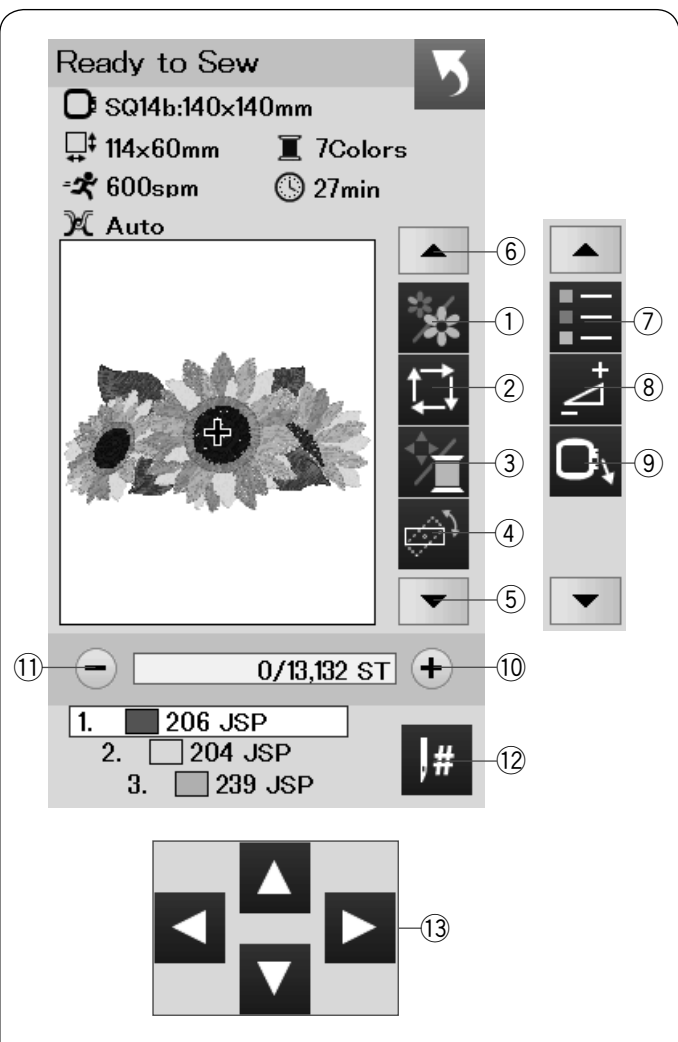 Ready to Sew
SQ14b:140x140mm
114x60mm 7Colors
600spm 27min
Auto
⑥
① ⑦
② ⑧
③ ⑨
④
⑤
⑪ − 0/13,132 ST + ⑩
1. 206 JSP
2. 204 JSP
3. 239 JSP
# ⑫
⑬